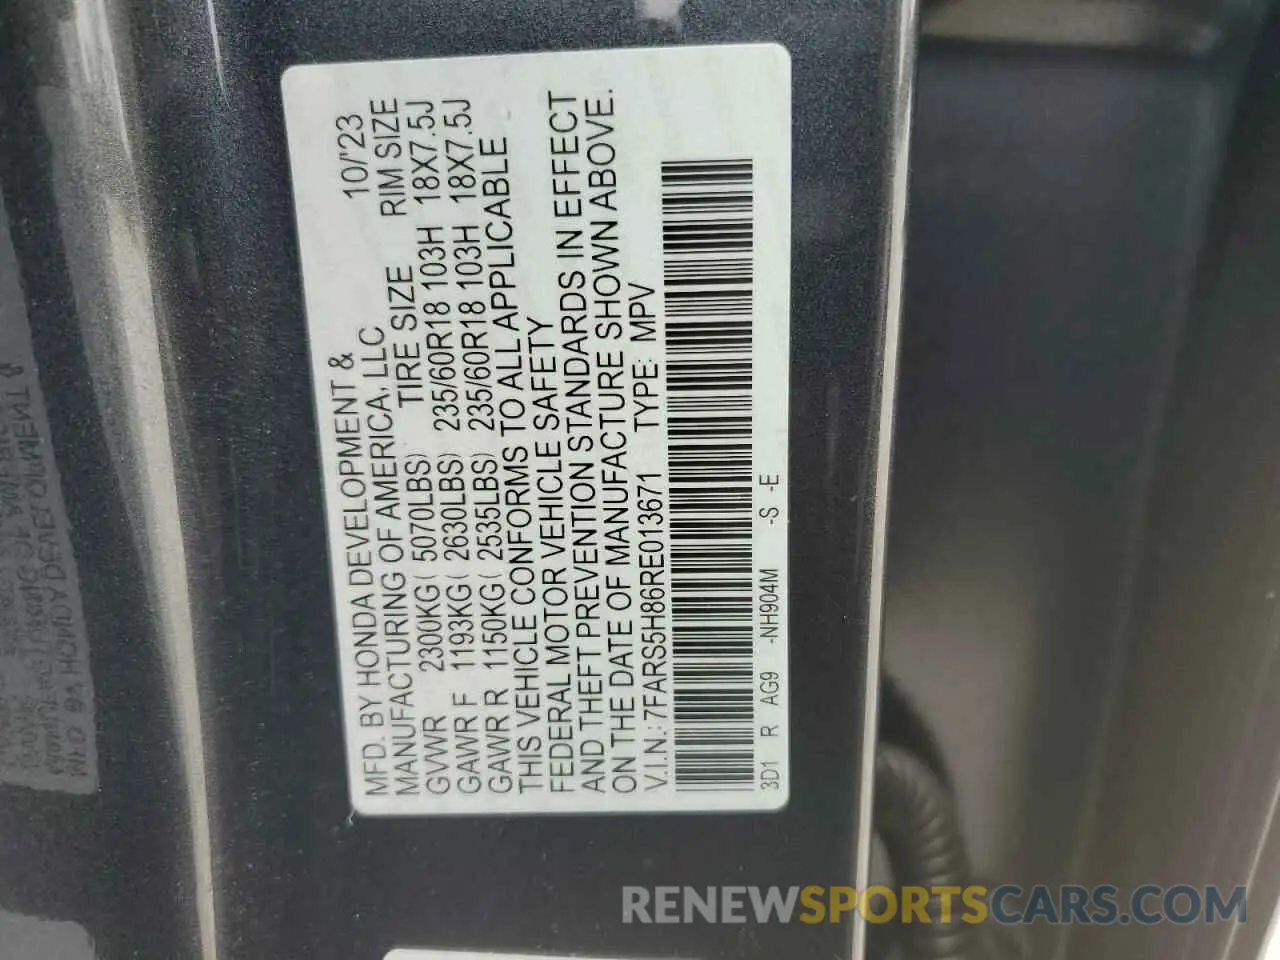 MFD. BY HONDA DEVELOPMENT & 10/'23
MANUFACTURING OF AMERICA, LLC
TIRE SIZE RIM SIZE
GVWR 2300KG( 5070LBS) 235/60R18 103H 18X7.5J
GAWR F 1193KG( 2630LBS) 235/60R18 103H 18X7.5J
GAWR R 1150KG( 2535LBS)
THIS VEHICLE CONFORMS TO ALL APPLICABLE
FEDERAL MOTOR VEHICLE SAFETY
AND THEFT PREVENTION STANDARDS IN EFFECT
ON THE DATE OF MANUFACTURE SHOWN ABOVE.
V.I.N.: 7FARS5H86RE013671 TYPE: MPV
3D1 R AG9 -NH904M -S -E
RENEWSPORTSCARS.COM